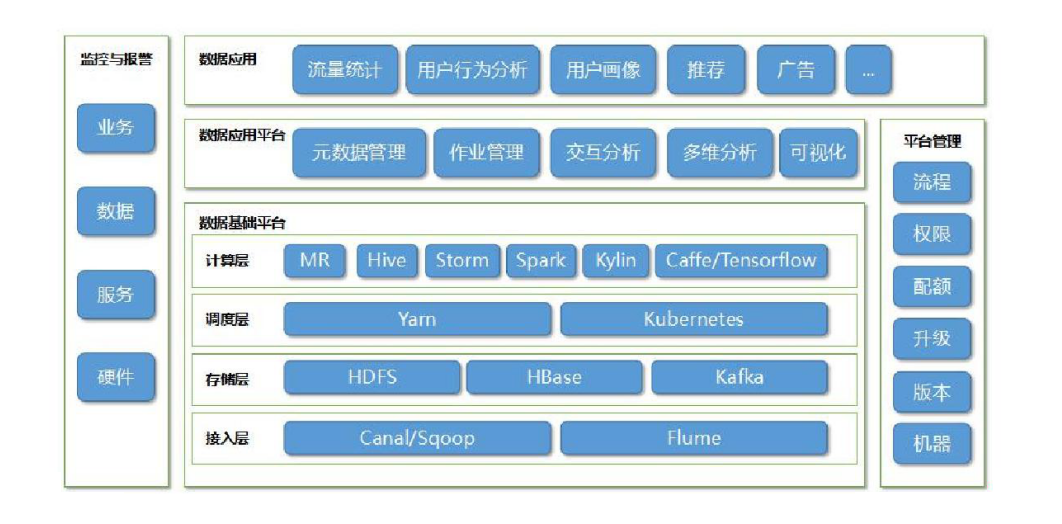 监控与报警
业务
数据
服务
硬件
数据应用
流量统计 用户行为分析 用户画像 推荐 广告 ...
数据应用平台
元数据管理 作业管理 交互分析 多维分析 可视化
数据基础平台
计算层 MR Hive Storm Spark Kylin Caffe/Tensorflow
调度层 Yarn Kubernetes
存储层 HDFS HBase Kafka
接入层 Canal/Sqoop Flume
平台管理
流程
权限
配额
升级
版本
机器